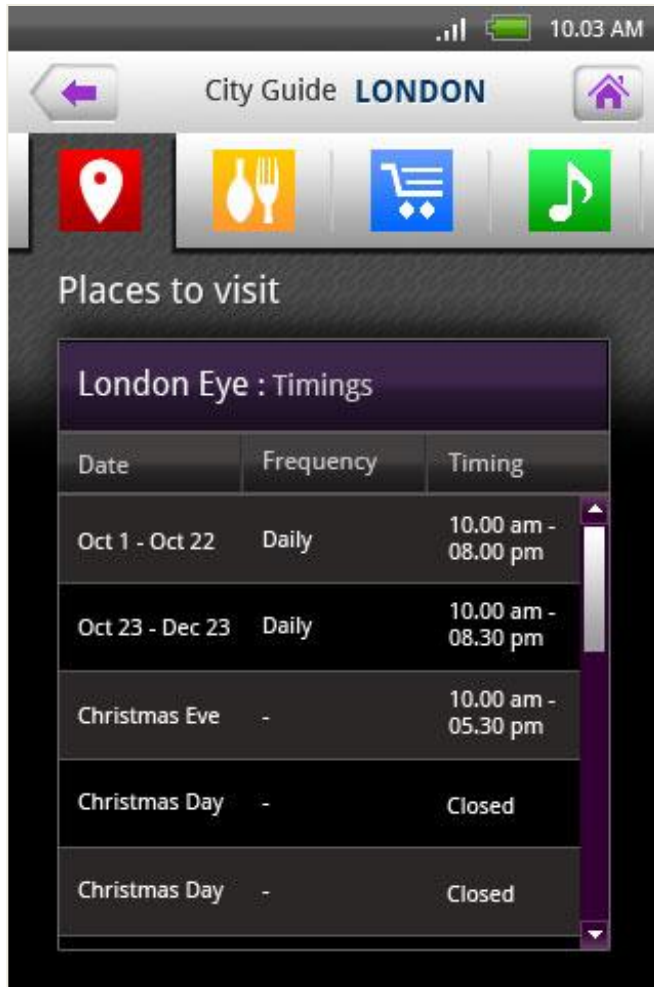 10.03 AM
City Guide LONDON
Places to visit
London Eye : Timings
Date Frequency Timing
Oct 1 - Oct 22 Daily 10.00 am -
08.00 pm
Oct 23 - Dec 23 Daily 10.00 am -
08.30 pm
Christmas Eve - 10.00 am -
05.30 pm
Christmas Day - Closed
Christmas Day - Closed